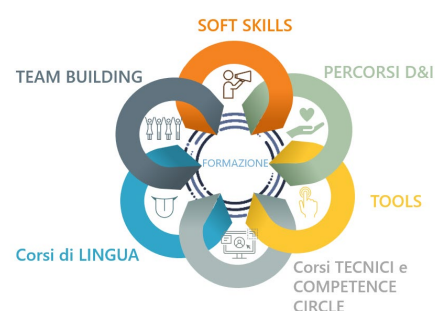 SOFT SKILLS
PERCORSI D&I
TOOLS
Corsi TECNICI e
COMPETENCE
CIRCLE
Corsi di LINGUA
TEAM BUILDING
FORMAZIONE